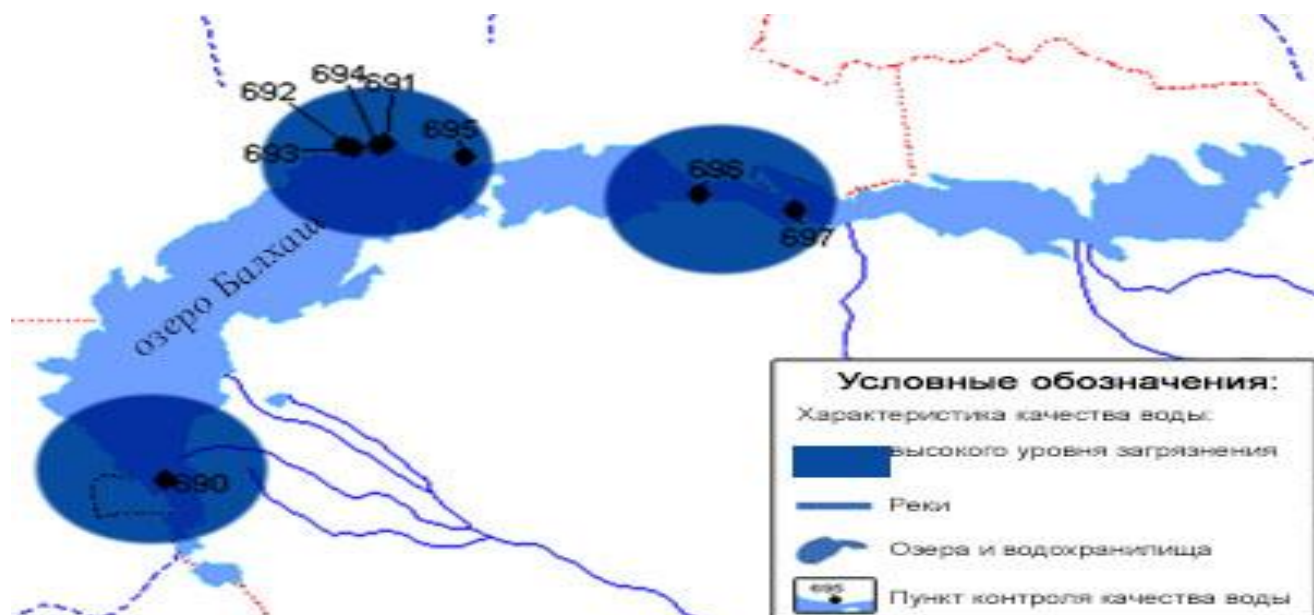 694
691
692
695
693
698
697
озеро Балхаш
690
Условные обозначения:
Характеристика качества воды:
высокого уровня загрязнения
Реки
Озера и водохранилища
695
Пункт контроля качества воды